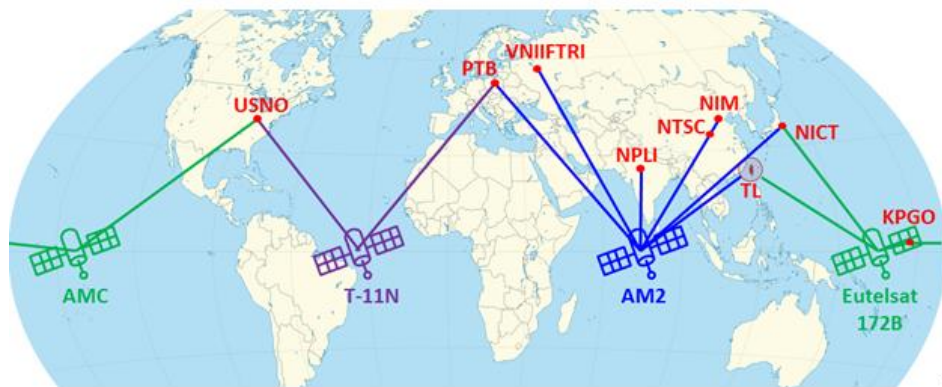 VNIIFTRI
PTB
USNO
NIM
NTSC
NICT
NPLI
TL
KPGO
AMC
T-11N
AM2
Eutelsat
172B